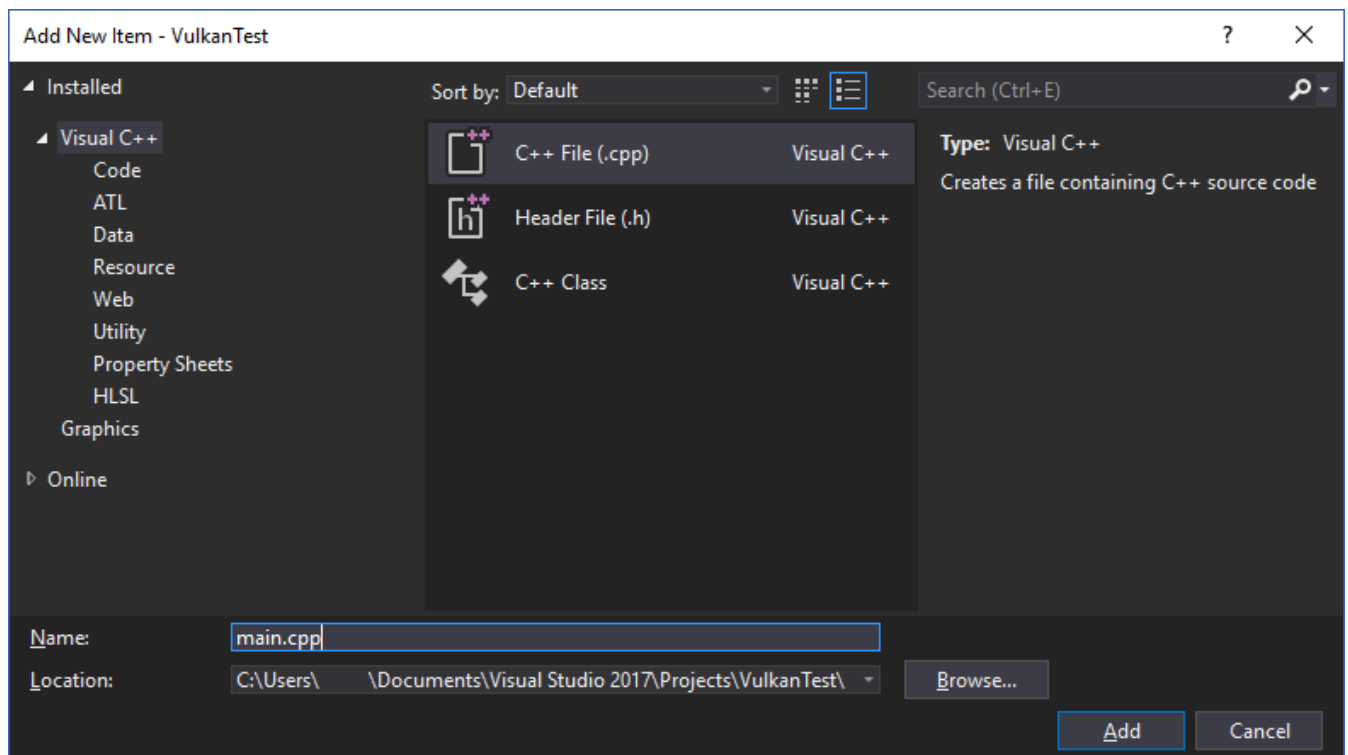 Add New Item - VulkanTest
?
Installed
Sort by: Default
Search (Ctrl+E)
Visual C++
Code
ATL
Data
Resource
Web
Utility
Property Sheets
HLSL
Graphics
Online
C++ File (.cpp) Visual C++
Header File (.h) Visual C++
C++ Class Visual C++
Type: Visual C++
Creates a file containing C++ source code
Name: main.cpp
Location: C:\Users\ \Documents\Visual Studio 2017\Projects\VulkanTest\
Browse...
Add Cancel